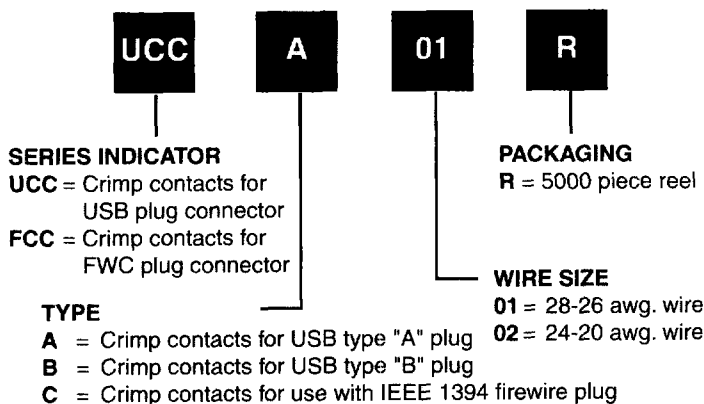 UCC A 01 R
SERIES INDICATOR
UCC = Crimp contacts for
USB plug connector
FCC = Crimp contacts for
FWC plug connector
PACKAGING
R = 5000 piece reel
WIRE SIZE
01 = 28-26 awg. wire
02 = 24-20 awg. wire
TYPE
A = Crimp contacts for USB type "A" plug
B = Crimp contacts for USB type "B" plug
C = Crimp contacts for use with IEEE 1394 firewire plug